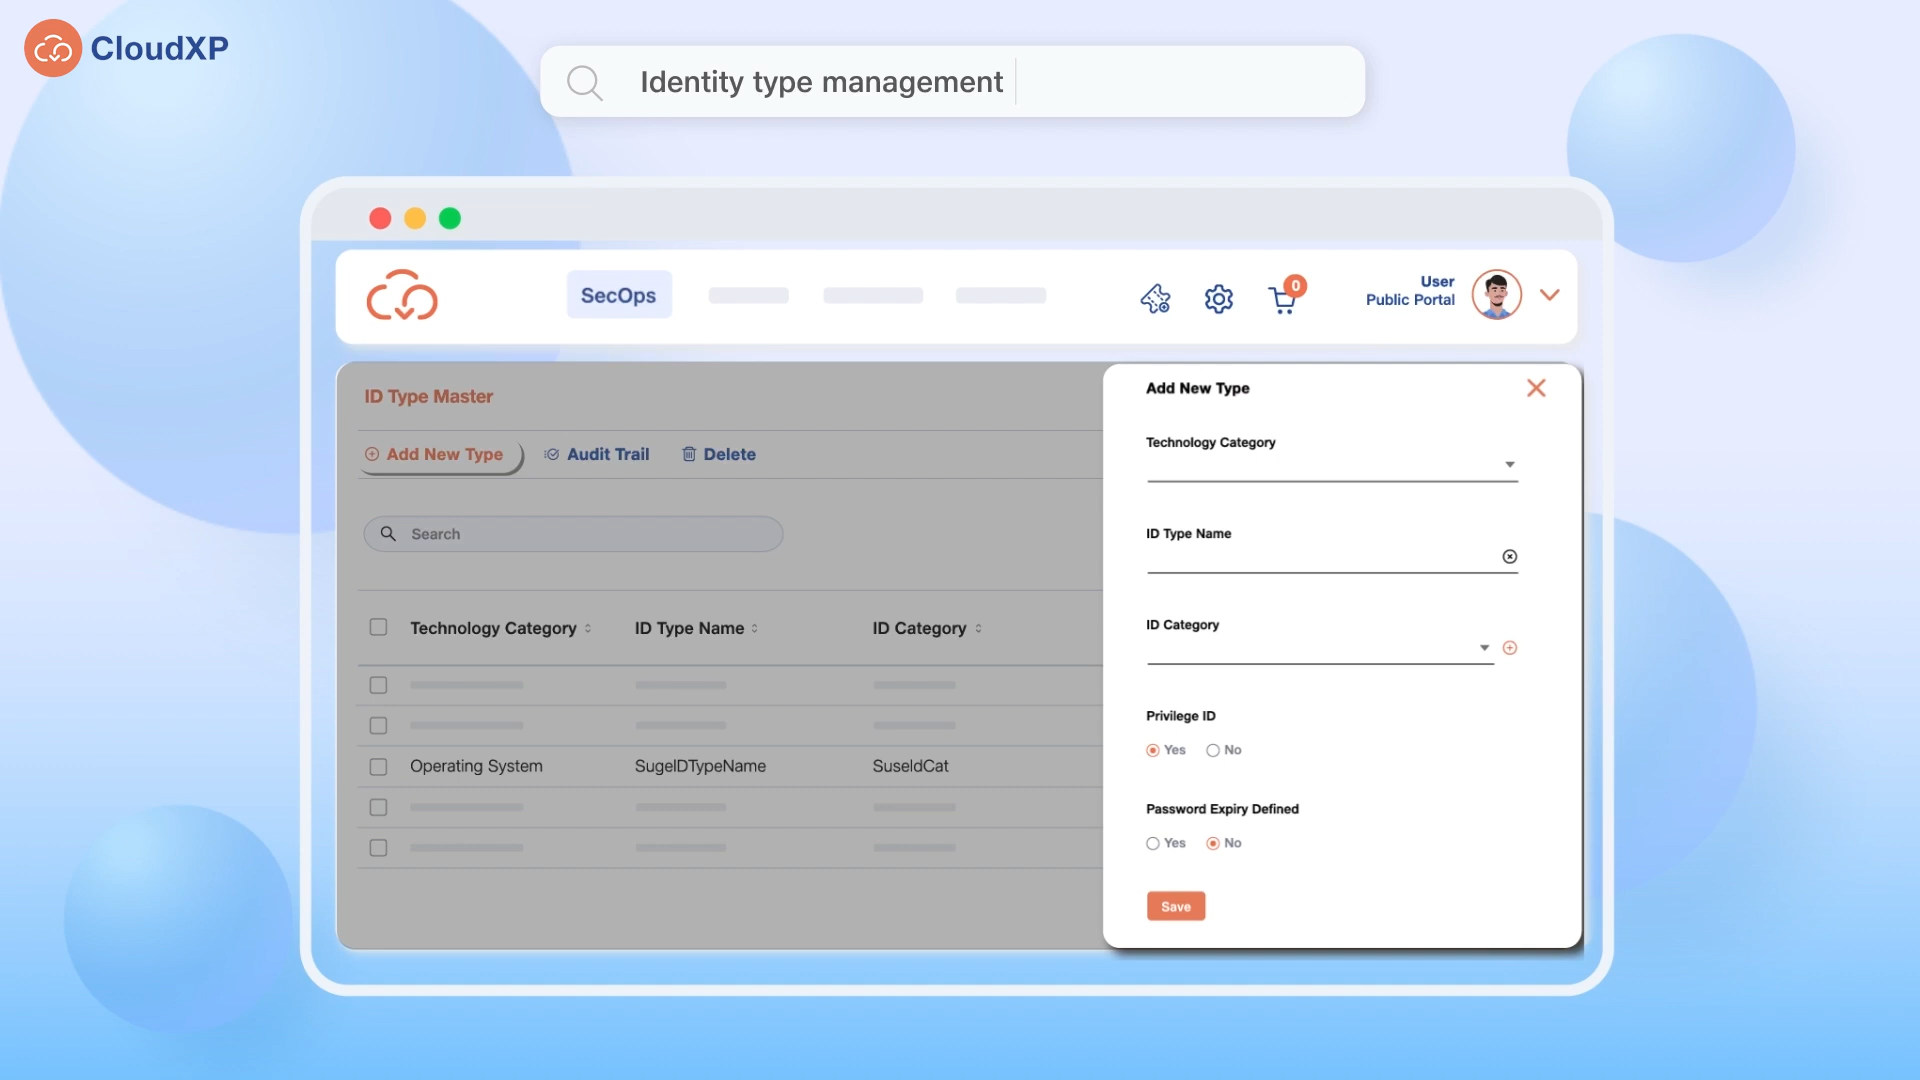 CloudXP
Identity type management
SecOps
0
User
Public Portal
ID Type Master
Add New Type
Audit Trail
Delete
Search
Technology Category
ID Type Name
ID Category
Operating System
SugeIDTypeName
SuseIdCat
Add New Type
Technology Category
ID Type Name
ID Category
Privilege ID
Yes
No
Password Expiry Defined
Yes
No
Save